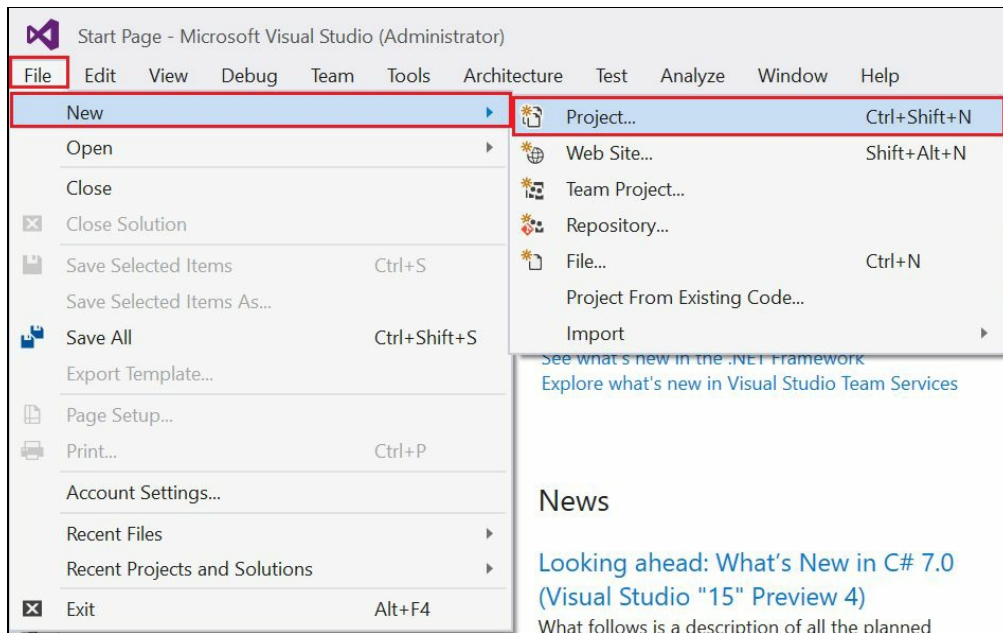 Start Page - Microsoft Visual Studio (Administrator)
File Edit View Debug Team Tools Architecture Test Analyze Window Help
New
Open
Close
Close Solution
Save Selected Items Ctrl+S
Save Selected Items As...
Save All Ctrl+Shift+S
Export Template...
Page Setup...
Print... Ctrl+P
Account Settings...
Recent Files
Recent Projects and Solutions
Exit Alt+F4
Project... Ctrl+Shift+N
Web Site... Shift+Alt+N
Team Project...
Repository...
File... Ctrl+N
Project From Existing Code...
Import
See what's new in the .NET Framework
Explore what's new in Visual Studio Team Services
News
Looking ahead: What’s New in C# 7.0
(Visual Studio "15" Preview 4)
What follows is a description of all the planned